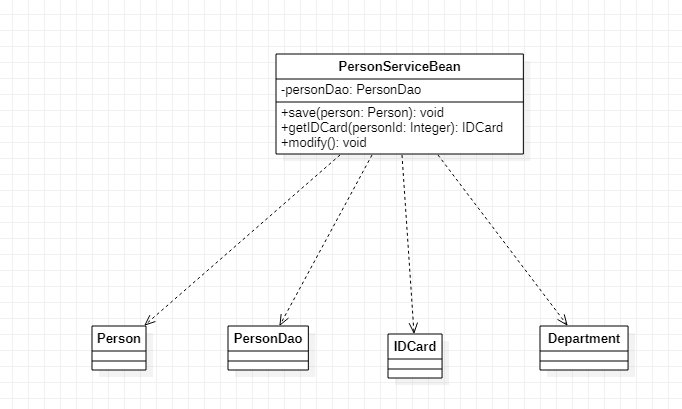 PersonServiceBean
-personDao: PersonDao
+save(person: Person): void
+getIDCard(personId: Integer): IDCard
+modify(): void
Person
PersonDao
IDCard
Department